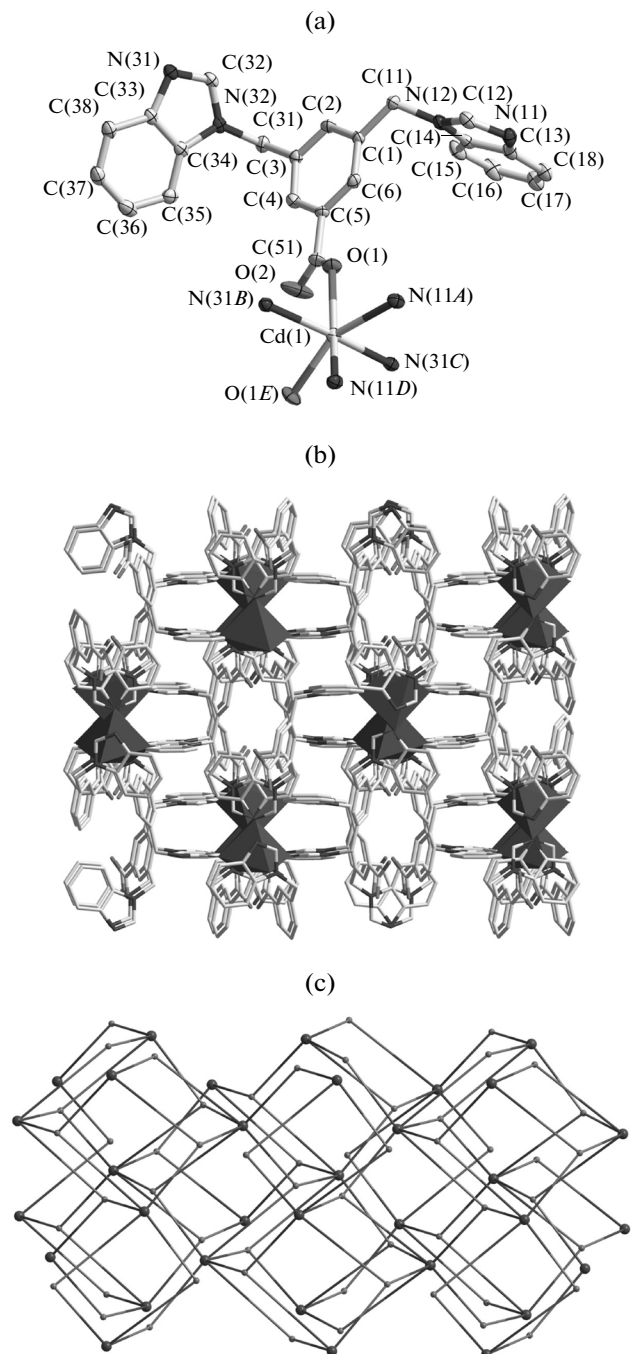 (a)
N(31)
C(32)
C(33)
N(32)
C(38)
C(31)
C(2)
C(11)
N(12)
C(12)
N(11)
C(13)
C(14)
C(18)
C(34)
C(3)
C(1)
C(15)
C(16)
C(17)
C(37)
C(4)
C(6)
C(36)
C(35)
C(5)
C(51)
O(1)
O(2)
N(31B)
N(11A)
Cd(1)
N(31C)
O(1E)
N(11D)
(b)
(c)